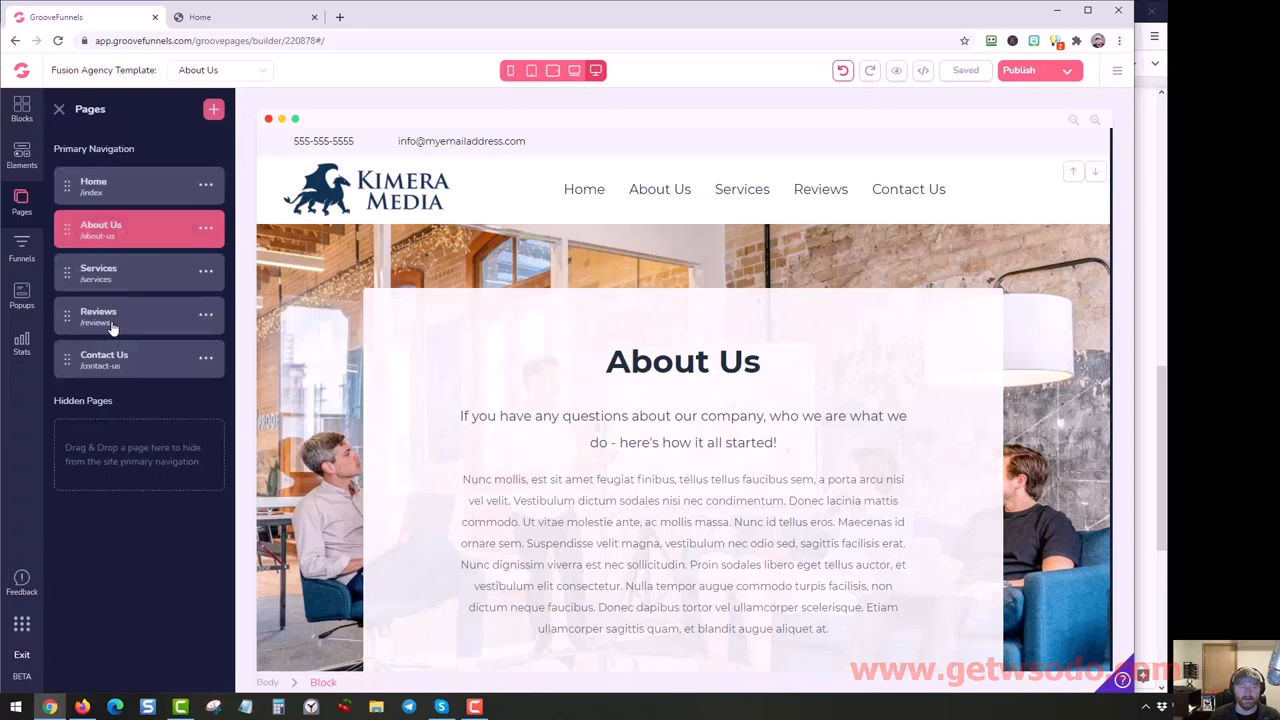 GrooveFunnels
Home
app.groovefunnels.com/groovepages/builder/220878#/
2
Fusion Agency Template:
About Us
Saved
Publish
Blocks
Elements
Pages
Funnels
Popups
Stats
Feedback
Exit
BETA
Pages
Primary Navigation
Home
/index
About Us
/about-us
Services
/services
Reviews
/reviews
Contact Us
/contact-us
Hidden Pages
Drag & Drop a page here to hide
from the site primary navigation
555-555-5555
info@myemailaddress.com
KIMERA
MEDIA
Home
About Us
Services
Reviews
Contact Us
About Us
If you have any questions about our company, who we are what we
do - here's how it all started!
Nunc mollis, est sit amet feugiat finibus, tellus tellus faucibus sem, a porta arcu nisi
vel velit. Vestibulum dictum sodales nisi nec condimentum. Donec lacinia mattis
commodo. Ut vitae molestie ante, ac mollis massa. Nunc id tellus eros. Maecenas id
ornare sem. Suspendisse velit magna, vestibulum nec odio sed, sagittis facilisis erat.
Nunc dignissim viverra est nec sollicitudin. Proin sodales libero eget tellus auctor, et
vestibulum elit consectetur. Nulla tempor augue commodo turpis facilisis, non
dictum neque faucibus. Donec dapibus tortor vel ullamcorper scelerisque. Etiam
ullamcorper sagittis quam, et blandit augue aliquet at.
Body
Block
www.getwsodo.com